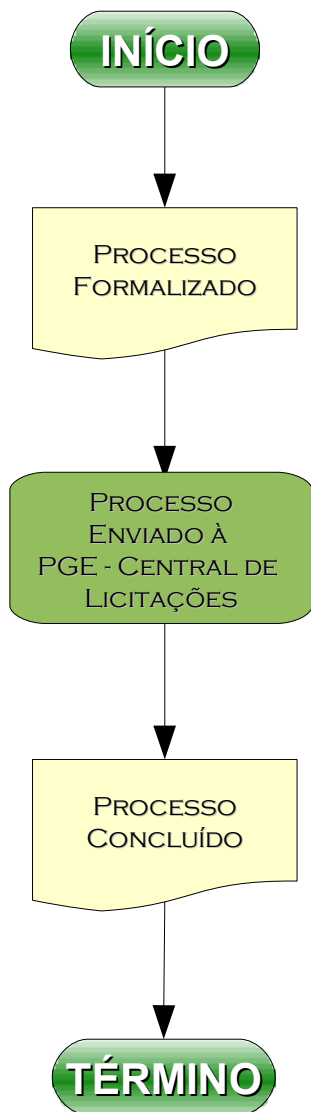 INÍCIO
PROCESSO
FORMALIZADO
PROCESSO
ENVIADO À
PGE - CENTRAL DE
LICITAÇÕES
PROCESSO
CONCLUÍDO
TÉRMINO